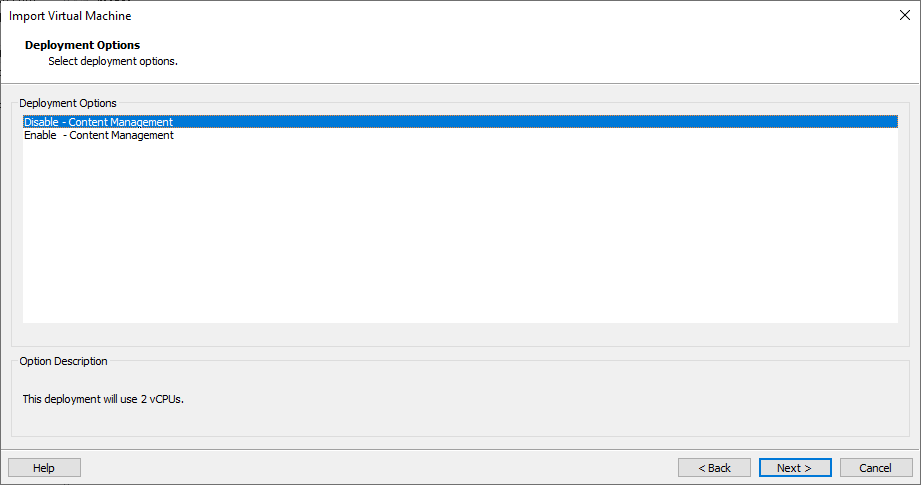 Import Virtual Machine
Deployment Options
Select deployment options.
Deployment Options
Disable - Content Management
Enable - Content Management
Option Description
This deployment will use 2 vCPUs.
Help
< Back
Next >
Cancel